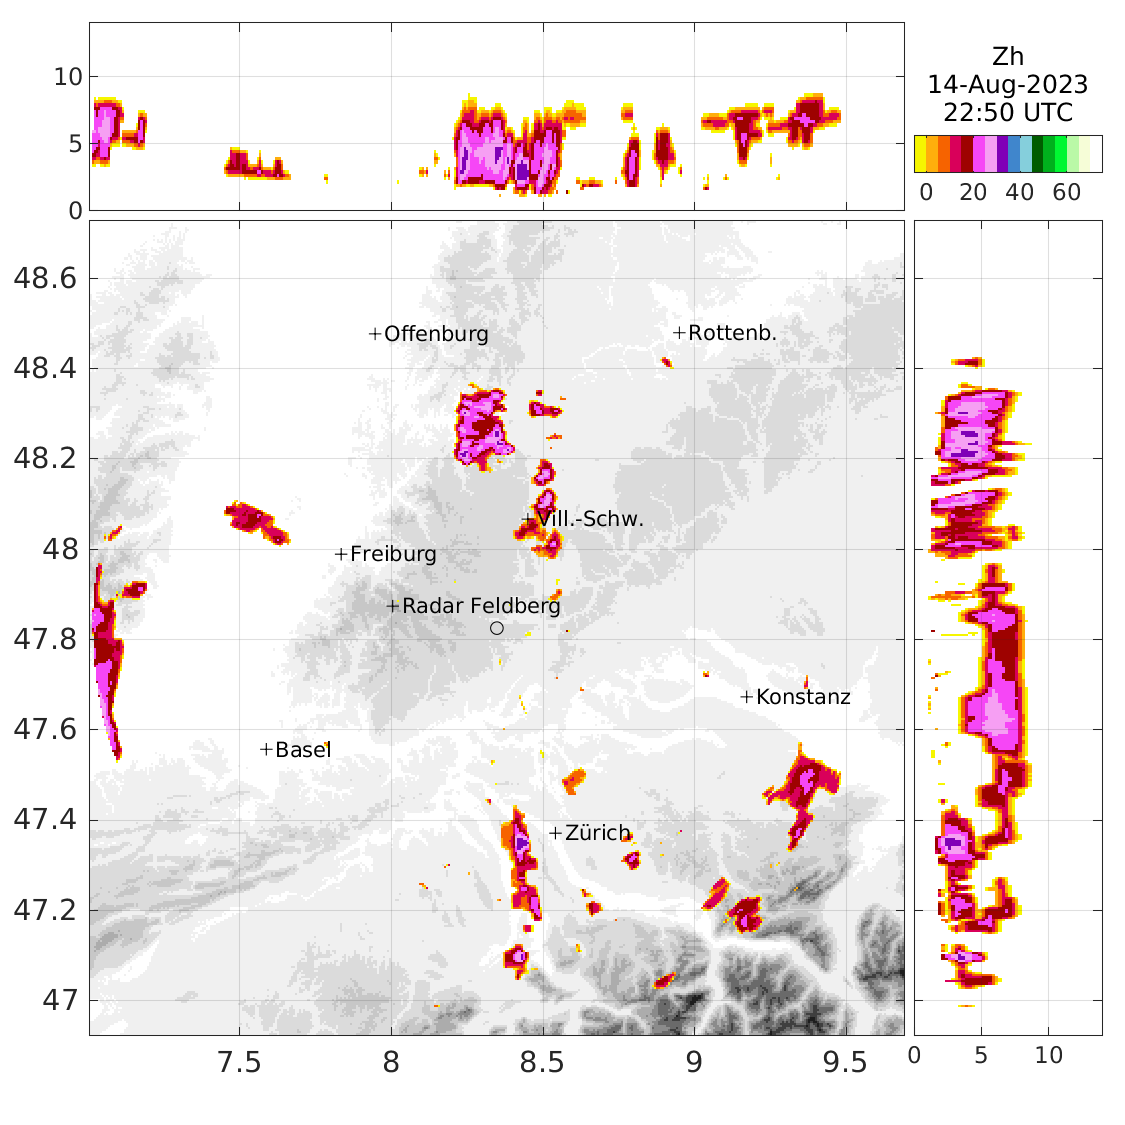 10
5
0
Zh
14-Aug-2023
22:50 UTC
0 20 40 60
48.6
48.4
48.2
48
47.8
47.6
47.4
47.2
47
+Offenburg
+Rottenb.
+Vill.-Schw.
+Freiburg
+Radar Feldberg
+Konstanz
+Basel
+Zürich
7.5 8 8.5 9 9.5
0 5 10